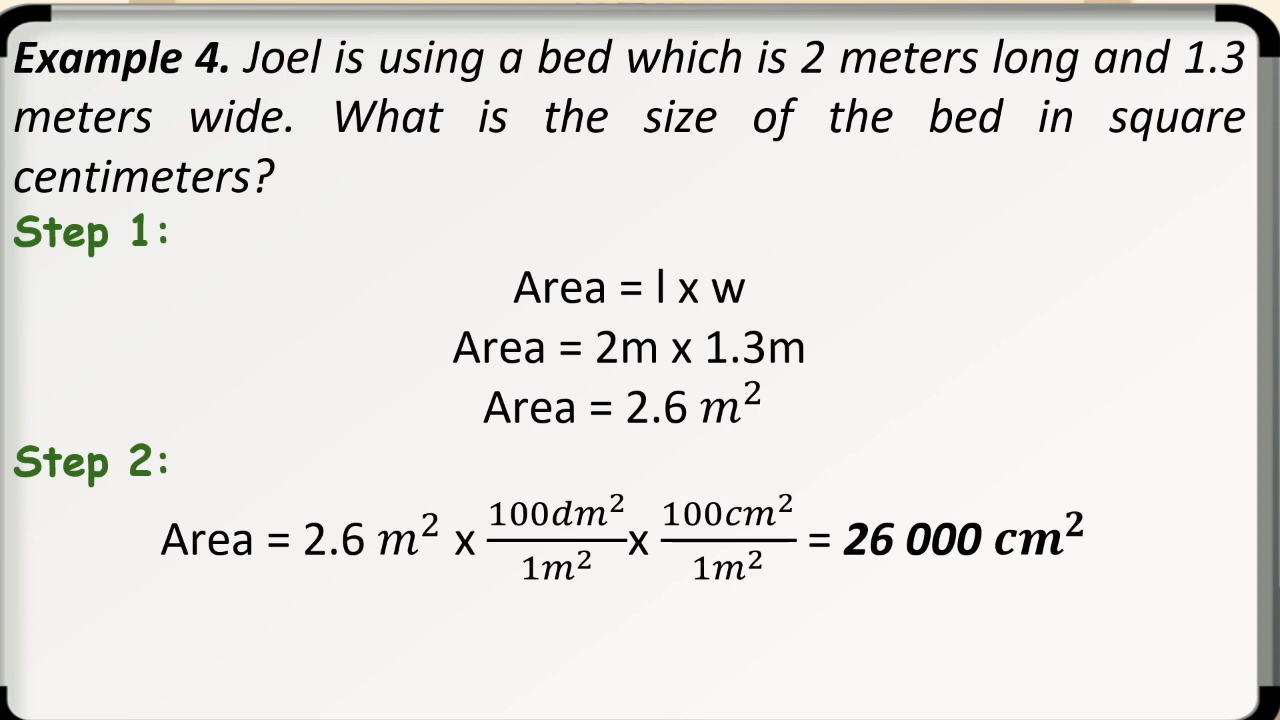 Example 4. Joel is using a bed which is 2 meters long and 1.3
meters wide. What is the size of the bed in square
centimeters?
Step 1:
Area = l x w
Area = 2m x 1.3m
Area = 2.6 m²
Step 2:
Area = 2.6 m² x 100dm²/1m² x 100cm²/1m² = 26 000 cm²